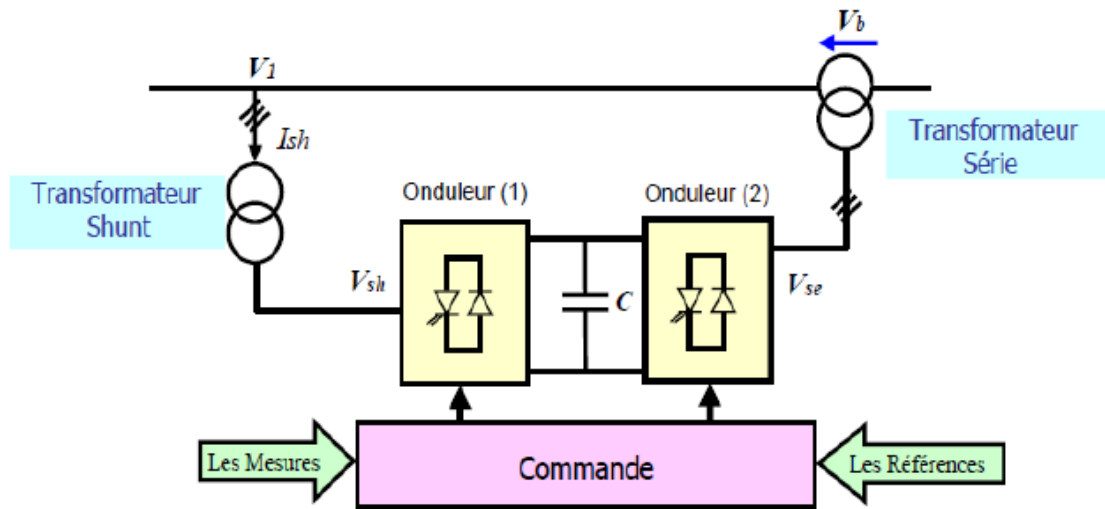 Vb
V1
Ish
Transformateur
Série
Transformateur
Shunt
Onduleur (1)
Onduleur (2)
Vsh
C
Vse
Les Mesures
Commande
Les Références